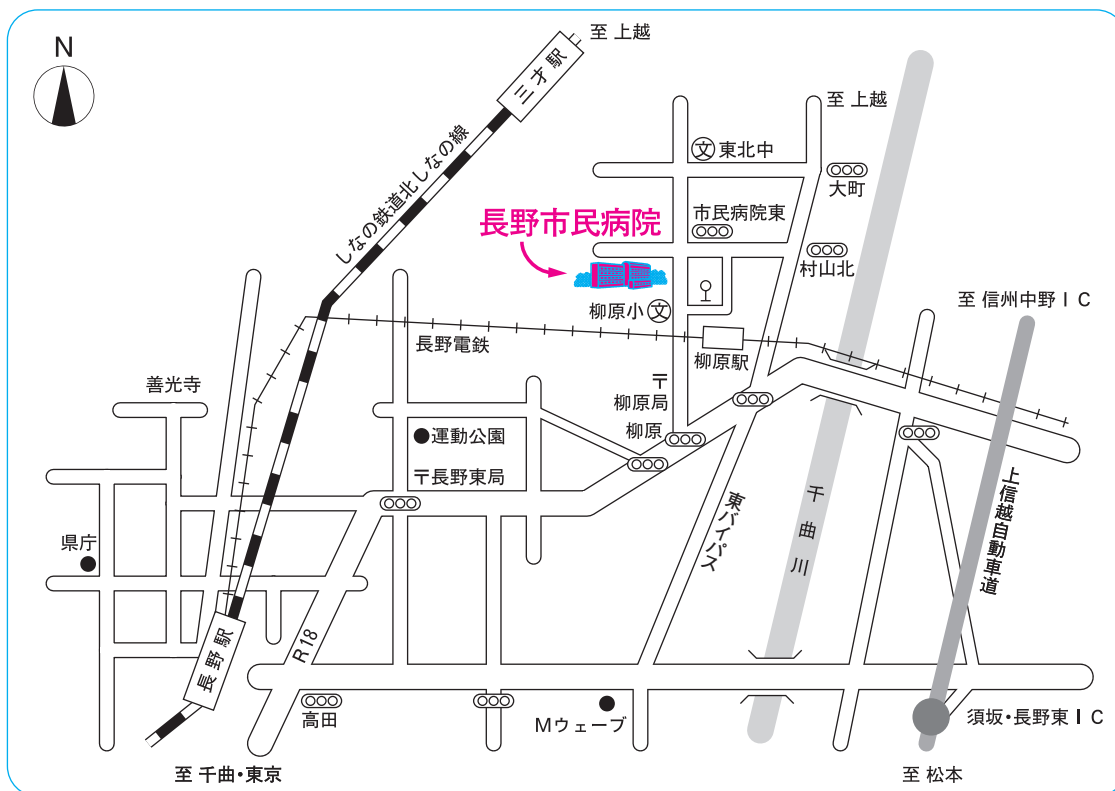 至 上越
N
三才駅
至 上越
しなの鉄道北しなの線
文 東北中
大町
市民病院東
長野市民病院
村山北
至 信州中野IC
柳原小 文
長野電鉄
柳原駅
善光寺
〒
柳原局
柳原
運動公園
〒長野東局
東バイパス
千曲川
上信越自動車道
県庁
長野駅
R18
高田
Mウェーブ
須坂・長野東IC
至 千曲・東京
至 松本